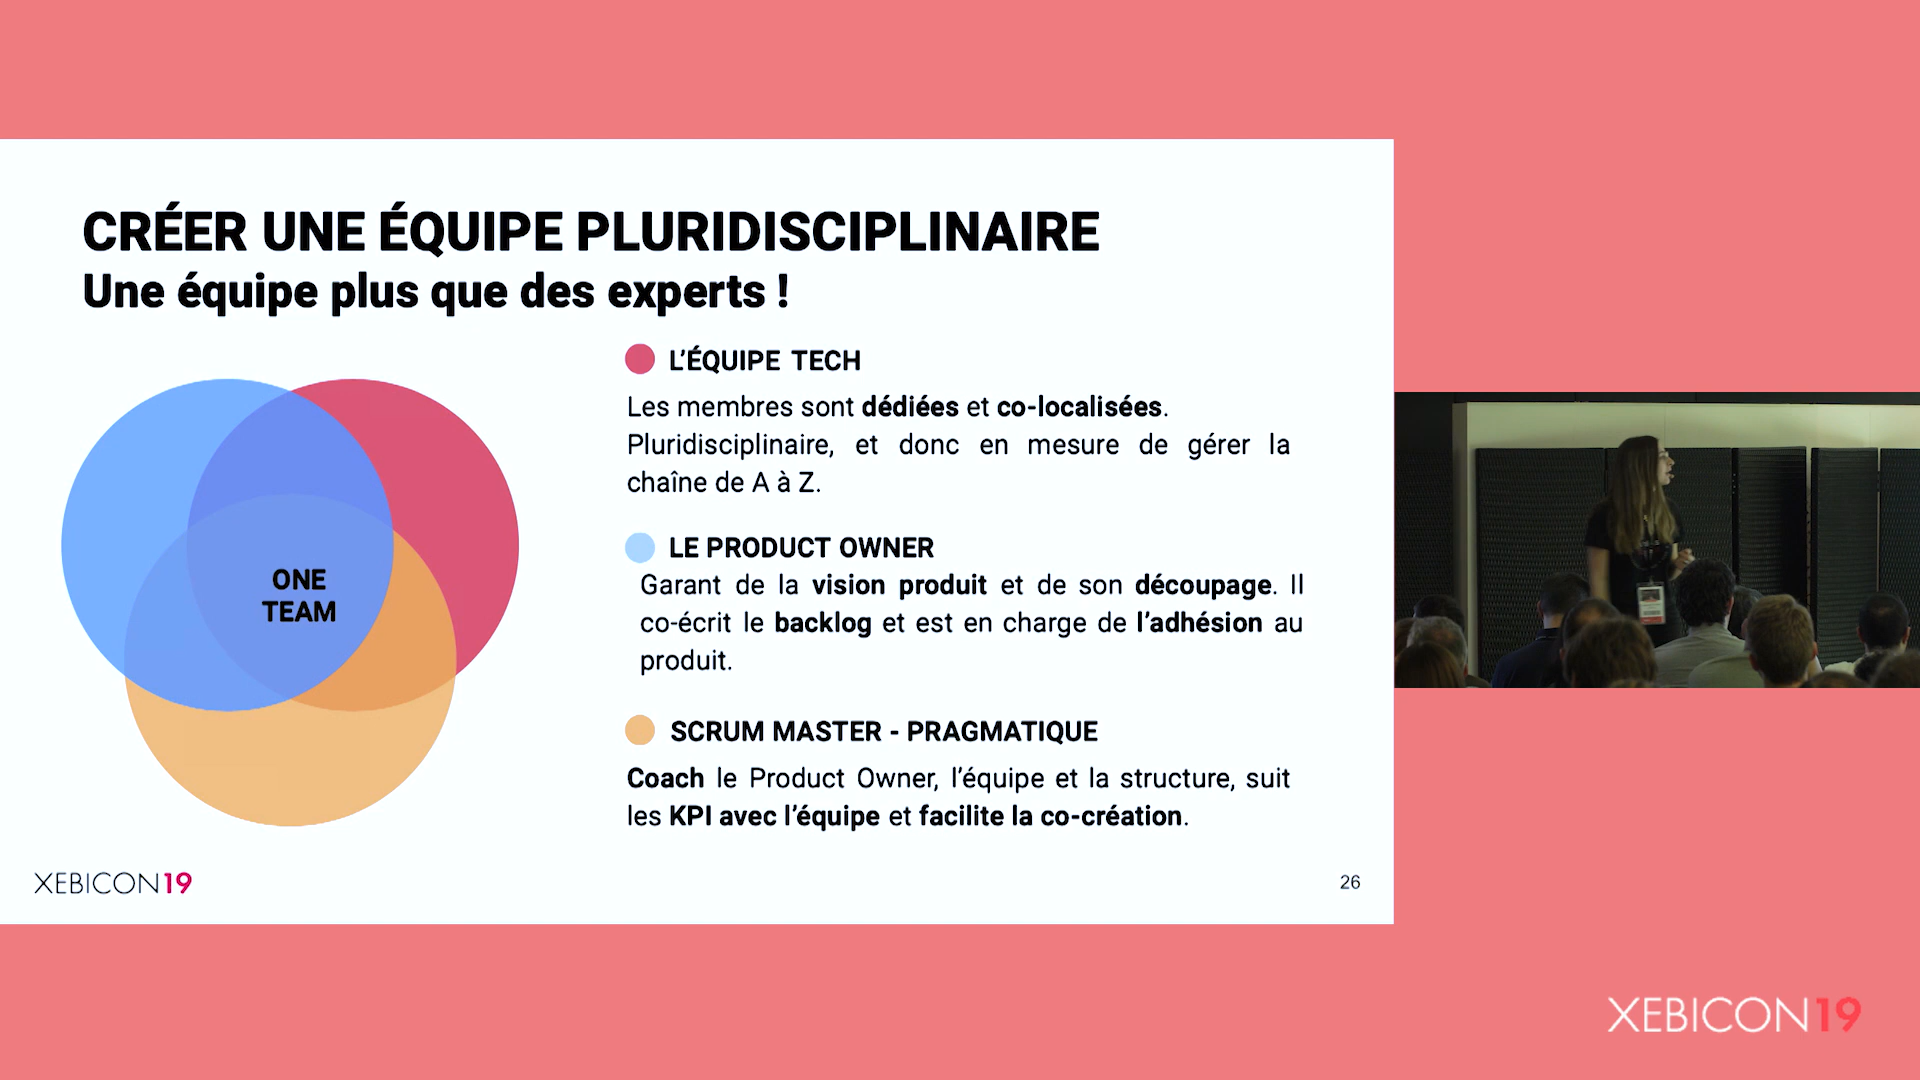 CRÉER UNE ÉQUIPE PLURIDISCIPLINAIRE
Une équipe plus que des experts !
L'ÉQUIPE TECH
Les membres sont dédiées et co-localisées.
Pluridisciplinaire, et donc en mesure de gérer la
chaîne de A à Z.
LE PRODUCT OWNER
Garant de la vision produit et de son découpage. Il
co-écrit le backlog et est en charge de l'adhésion au
produit.
SCRUM MASTER - PRAGMATIQUE
Coach le Product Owner, l'équipe et la structure, suit
les KPI avec l'équipe et facilite la co-création.
ONE
TEAM
XEBICON19
26
XEBICON19